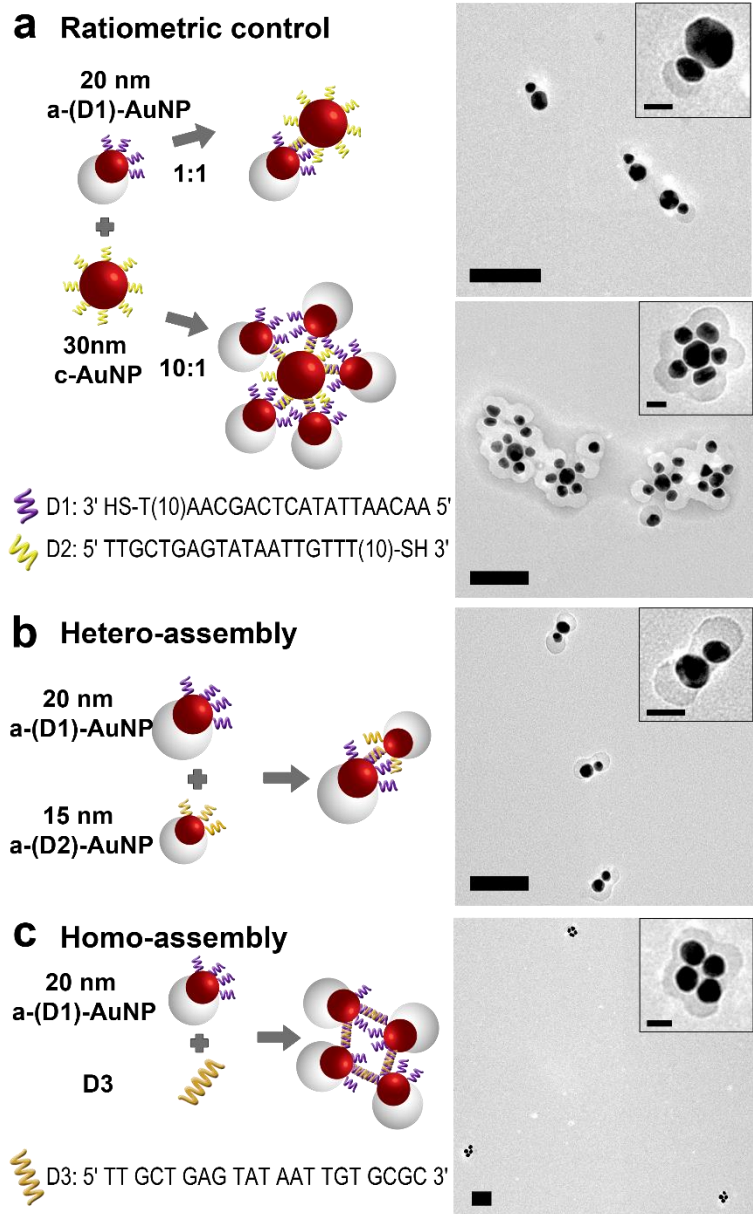 a Ratiometric control
20 nm
a-(D1)-AuNP
1:1
30nm
c-AuNP
10:1
D1: 3' HS-T(10)AACGACTCATATTAACAA 5'
D2: 5' TTGCTGAGTATAATTGTTT(10)-SH 3'
b Hetero-assembly
20 nm
a-(D1)-AuNP
15 nm
a-(D2)-AuNP
c Homo-assembly
20 nm
a-(D1)-AuNP
D3
D3: 5' TT GCT GAG TAT AAT TGT GCGC 3'